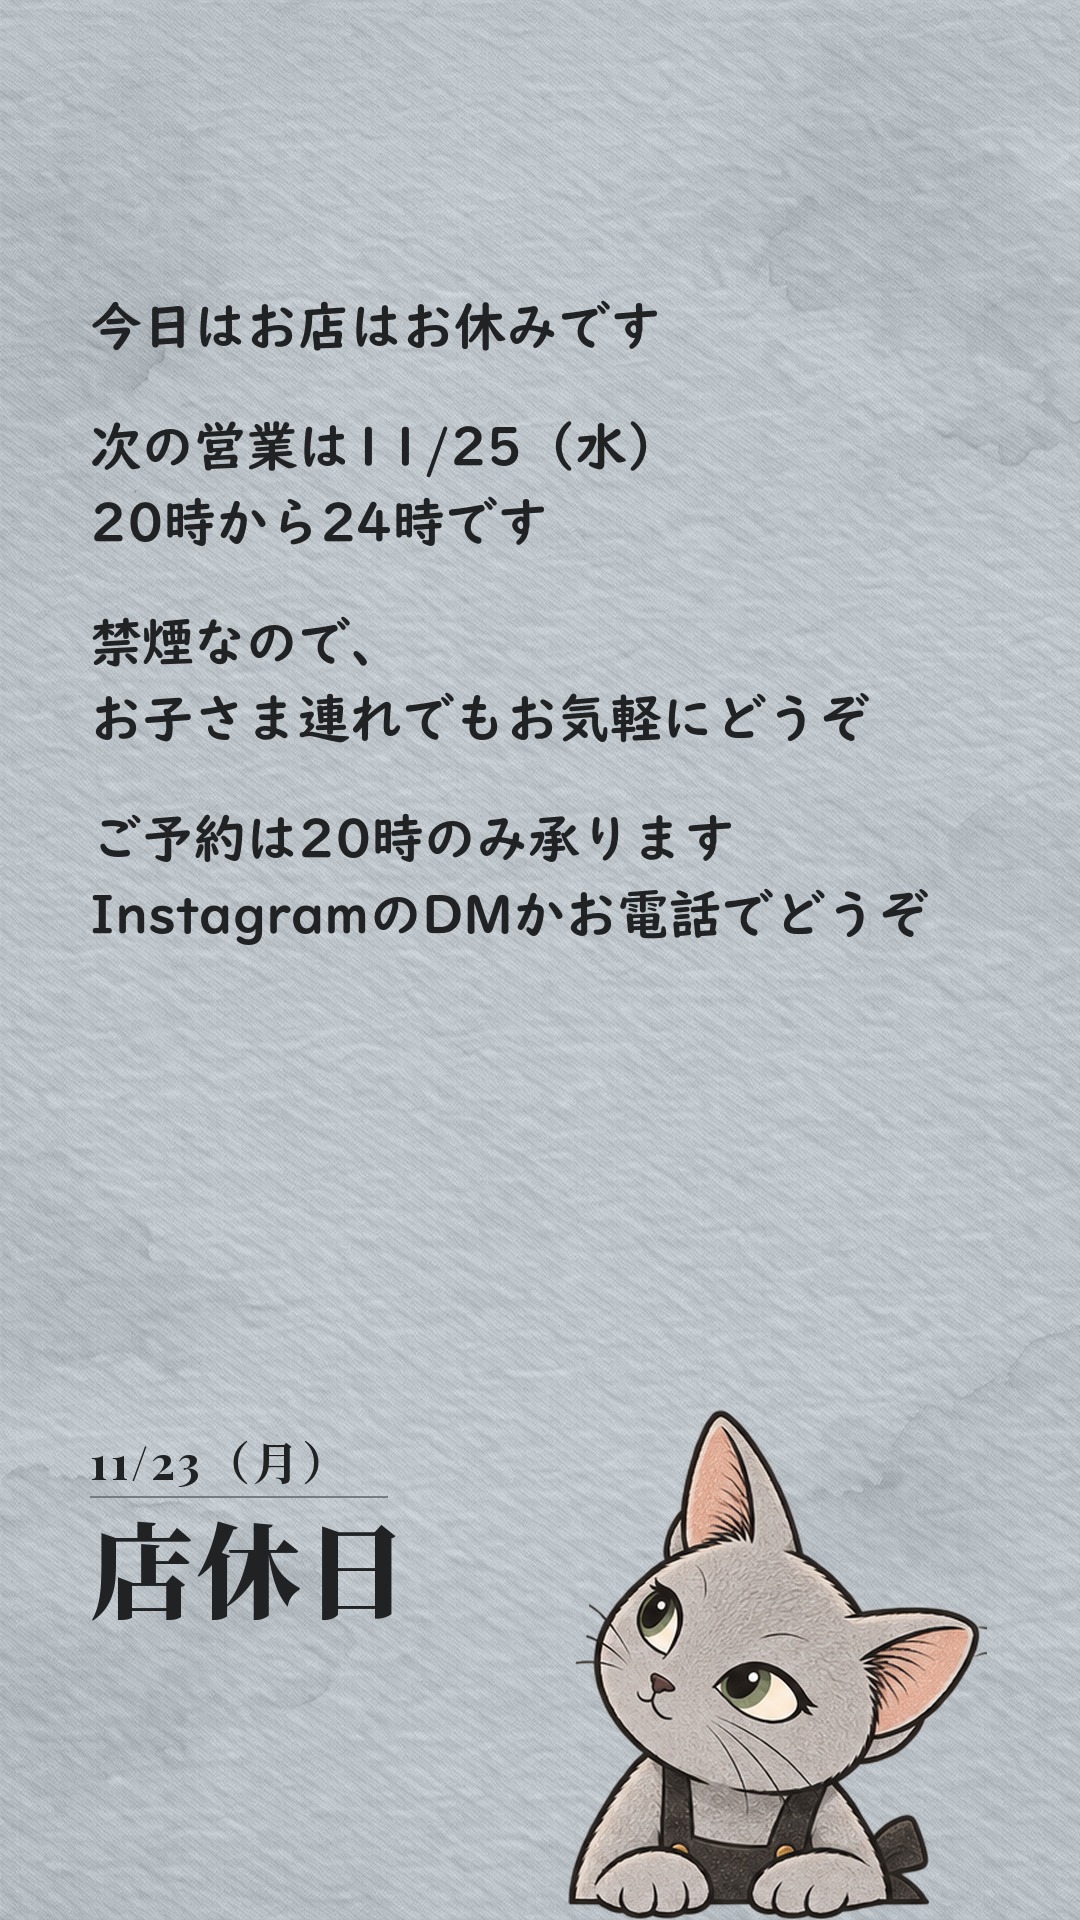 今日はお店はお休みです
次の営業は11/25（水）
20時から24時です
禁煙なので、
お子さま連れでもお気軽にどうぞ
ご予約は20時のみ承ります
InstagramのDMかお電話でどうぞ
11/23（月）
店休日